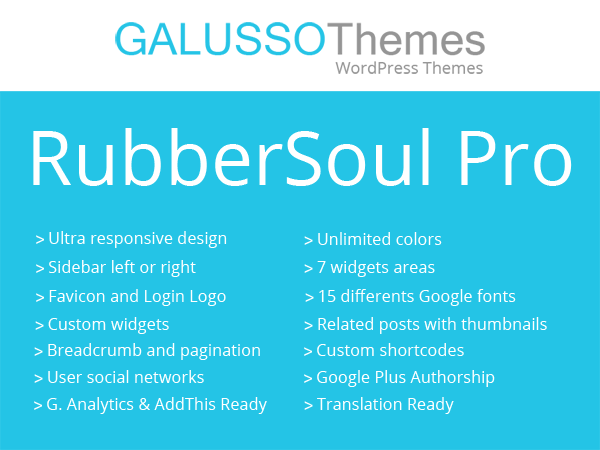 GALUSSOThemes
WordPress Themes
RubberSoul Pro
> Ultra responsive design
> Sidebar left or right
> Favicon and Login Logo
> Custom widgets
> Breadcrumb and pagination
> User social networks
> G. Analytics & AddThis Ready
> Unlimited colors
> 7 widgets areas
> 15 differents Google fonts
> Related posts with thumbnails
> Custom shortcodes
> Google Plus Authorship
> Translation Ready